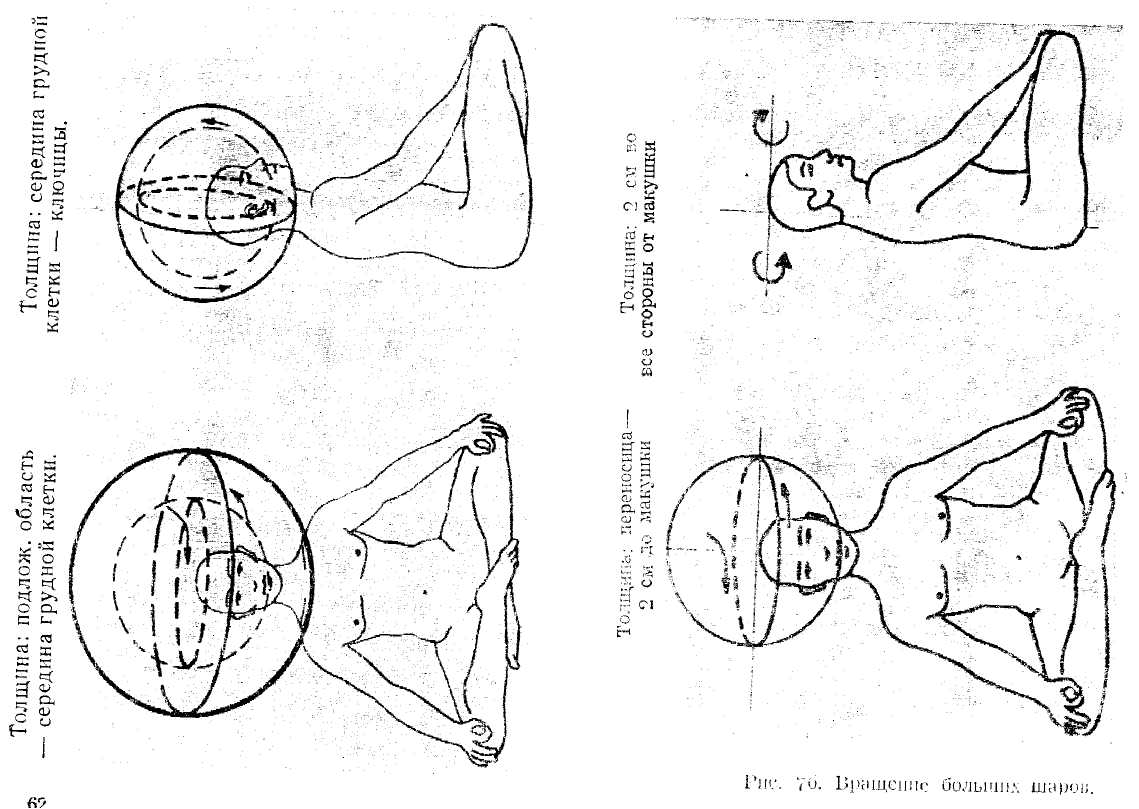 Толщина: подлож. область
— середина грудной клетки.
Толщина: середина грудной
клетки — ключицы.
Толщина: переносица—
2 см до макушки
Толщина: 2 см во
все стороны от макушки
Рис. 76. Вращение больших шаров.
62